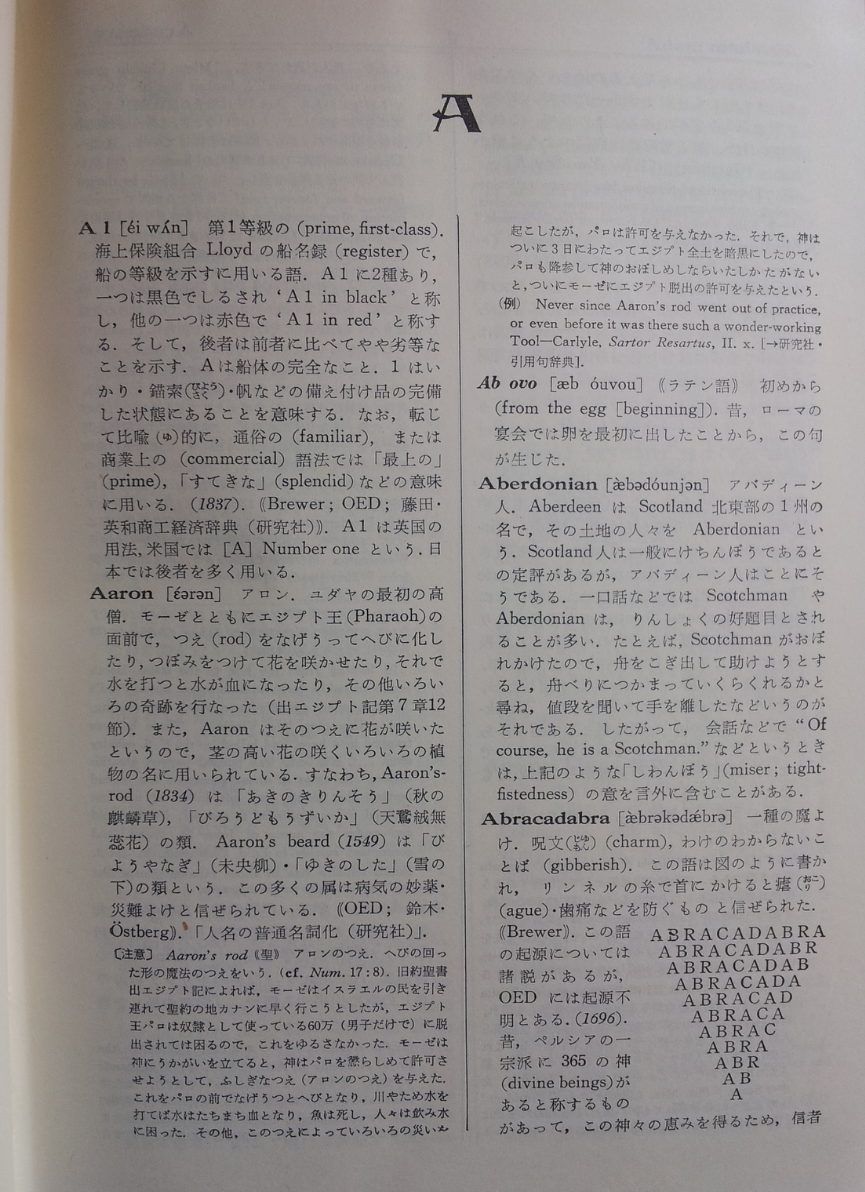 A
A 1 [éi wʌ́n] 第1等級の (prime, first-class).
海上保険組合 Lloyd の船名録 (register) で,
船の等級を示すに用いる語. A 1 に2種あり,
一つは黒色でしるされ ‘A 1 in black’ と称
し, 他の一つは赤色で ‘A 1 in red’ と称す
る. そして, 後者は前者に比べてやや劣等な
ことを示す. A は船体の完全なこと. 1 はい
かり・錨索(びょうさく)・帆などの備え付け品の完備
した状態にあることを意味する. なお, 転じ
て比喩(ゆ)的に, 通俗の (familiar), または
商業上の (commercial) 語法では「最上の」
(prime), 「すてきな」(splendid) などの意味
に用いる. (1837). 《Brewer; OED; 藤田・
英和商工経済辞典 (研究社)》. A 1 は英国の
用法, 米国では [A] Number one という. 日
本では後者を多く用いる.
Aaron [ɛ́ərən] アロン. ユダヤの最初の高
僧. モーゼとともにエジプト王 (Pharaoh) の
面前で, つえ (rod) をなげうってへびに化し
たり, つぼみをつけて花を咲かせたり, それで
水を打つと水が血になったり, その他いろい
ろの奇跡を行なった (出エジプト記第7章12
節). また, Aaron はそのつえに花が咲いた
というので, 茎の高い花の咲くいろいろの植
物の名に用いられている. すなわち, Aaron's-
rod (1834) は「あきのきりんそう」(秋の
麒麟草), 「びろうどもうずいか」(天鵞絨無
蕊花) の類. Aaron's beard (1549) は「び
ようやなぎ」(未央柳)・「ゆきのした」(雪の
下)の類という. この多くの属は病気の妙薬・
災難よけと信ぜられている. 《OED; 鈴木・
Östberg》. 「人名の普通名詞化 (研究社)」.
〔注意〕 Aaron's rod 《聖》 アロンのつえ. へびの回っ
た形の魔法のつえをいう. (cf. Num. 17:8). 旧約聖書
出エジプト記によれば, モーゼはイスラエルの民を引き
連れて聖約の地カナンに早く行こうとしたが, エジプト
王パロは奴隷として使っている60万 (男子だけで) に脱
出されては困るので, これをゆるさなかった. モーゼは
神にうかがいを立てると, 神はパロを懲らしめて許可さ
せようとして, ふしぎなつえ (アロンのつえ) を与えた.
これをパロの前でなげうつとへびとなり, 川やため水を
打てば水はたちまち血となり, 魚は死し, 人々は飲み水
に困った. その他, このつえによっていろいろの災いを
起こしたが, パロは許可を与えなかった. それで, 神は
ついに3日にわたってエジプト全土を暗黒にしたので,
パロも降参して神のおぼしめしならいたしかたがない
と, ついにモーゼにエジプト脱出の許可を与えたという.
(例) Never since Aaron's rod went out of practice,
or even before it was there such a wonder-working
Tool—Carlyle, Sartor Resartus, II. x. [→研究社・
引用句辞典].
Ab ovo [æb óuvou] 《ラテン語》 初めから
(from the egg [beginning]). 昔, ローマの
宴会では卵を最初に出したことから, この句
が生じた.
Aberdonian [æ̀bədóunjən] アバディーン
人. Aberdeen は Scotland 北東部の1州の
名で, その土地の人々を Aberdonian とい
う. Scotland 人は一般にけちんぼうであると
の定評があるが, アバディーン人はことにそ
うである. 一口話などでは Scotchman や
Aberdonian は, りんしょくの好題目とされ
ることが多い. たとえば, Scotchman がおぼ
れかけたので, 舟をこぎ出して助けようとす
ると, 舟べりにつかまっていくらくれるかと
尋ね, 値段を聞いて手を離したなどというのが
それである. したがって, 会話などで “Of
course, he is a Scotchman.” などというとき
は, 上記のような「しわんぼう」(miser; tight-
fistedness) の意を言外に含むことがある.
Abracadabra [æ̀brəkədǽbrə] 一種の魔よ
け. 呪文(じゅもん) (charm), わけのわからないこ
とば (gibberish). この語は図のように書か
れ, リンネルの糸で首にかけると瘧(おこり)
(ague)・歯痛などを防ぐものと信ぜられた.
《Brewer》. この語
の起源については
諸説があるが,
OED には起源不
明とある. (1696).
昔, ペルシアの一
宗派に 365 の神
(divine beings) が
あると称するもの
ABRACADABRA
ABRACADABR
ABRACADAB
ABRACADA
ABRACAD
ABRACA
ABRAC
ABRA
ABR
AB
A
があって, この神々の恵みを得るため, 信者